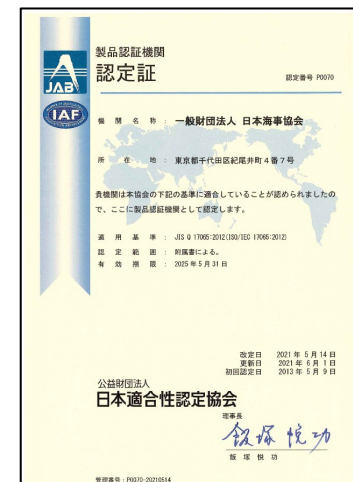 製品認証機関
認定証
認定番号 P0070
JAB
IAF
機関名称 : 一般財団法人 日本海事協会
所在地 : 東京都千代田区紀尾井町4番7号
貴機関は本協会の下記の基準に適合していることが認められましたの
で、ここに製品認証機関として認定します。
適用基準 : JIS Q 17065:2012(ISO/IEC 17065:2012)
認定範囲 : 附属書による。
有効期限 : 2025年5月31日
改定日 2021年5月14日
更新日 2021年6月1日
初回認定日 2013年5月9日
公益財団法人
日本適合性認定協会
理事長
飯塚悦功
飯塚悦功
管理番号:P0070-20210514